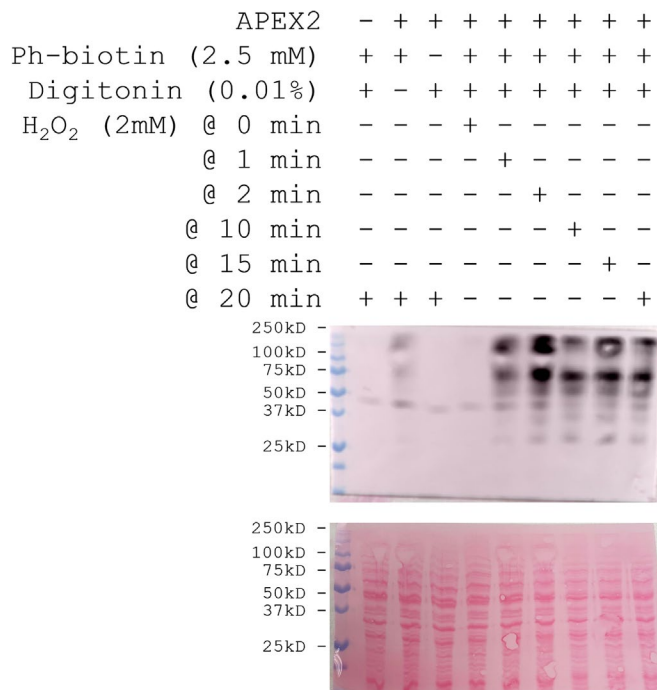 APEX2 − + + + + + + + +
Ph-biotin (2.5 mM) + + − + + + + + +
Digitonin (0.01%) + − + + + + + + +
H₂O₂ (2mM) @ 0 min − − − + − − − − −
@ 1 min − − − − + − − − −
@ 2 min − − − − − + − − −
@ 10 min − − − − − − + − −
@ 15 min − − − − − − − + −
@ 20 min + + + − − − − − +
250kD −
100kD −
75kD −
50kD −
37kD −
25kD −
250kD −
100kD −
75kD −
50kD −
37kD −
25kD −